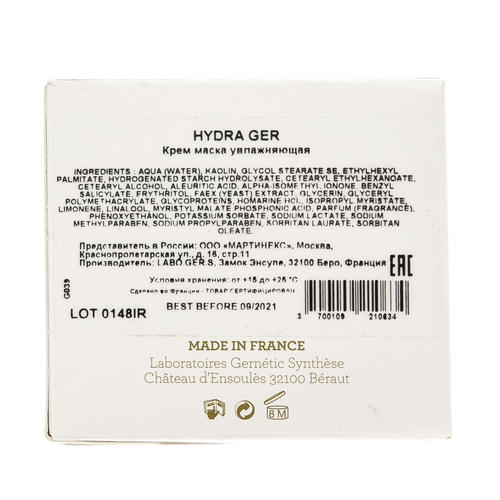 HYDRA GER
Крем маска увлажняющая
INGREDIENTS : AQUA (WATER), KAOLIN, GLYCOL STEARATE SE, ETHYLHEXYL
PALMITATE, HYDROGENATED STARCH HYDROLYSATE, CETEARYL ETHYLHEXANOATE,
CETEARYL ALCOHOL, ALEURITIC ACID, ALPHA ISOMETHYL IONONE, BENZYL
SALICYLATE, ERYTHRITOL, FAEX (YEAST) EXTRACT, GLYCERIN, GLYCERYL
POLYMETHACRYLATE, GLYCOPROTEINS, HOMARINE HCL, ISOPROPYL MYRISTATE,
LIMONENE, LINALOOL, MYRISTYL MALATE PHOSPHONIC ACID, PARFUM (FRAGRANCE),
PHENOXYETHANOL, POTASSIUM SORBATE, SODIUM LACTATE, SODIUM
METHYLPARABEN, SODIUM PROPYLPARABEN, SORBITAN LAURATE, SORBITAN
OLEATE.
Представитель в России: ООО «МАРТИНЕКС», Москва,
Краснопролетарская ул., д. 16, стр.11
Производитель: LABO.GER.S, Замок Энсуле, 32100 Беро, Франция
EAC
Условия хранения: от +15 до +25 °C
Сделано во Франции - ТОВАР СЕРТИФИЦИРОВАН
G039
LOT 0148IR
BEST BEFORE 09/2021
3 700109 210634
MADE IN FRANCE
Laboratoires Gernétic Synthèse
Château d'Ensoulès 32100 Béraut
8 M